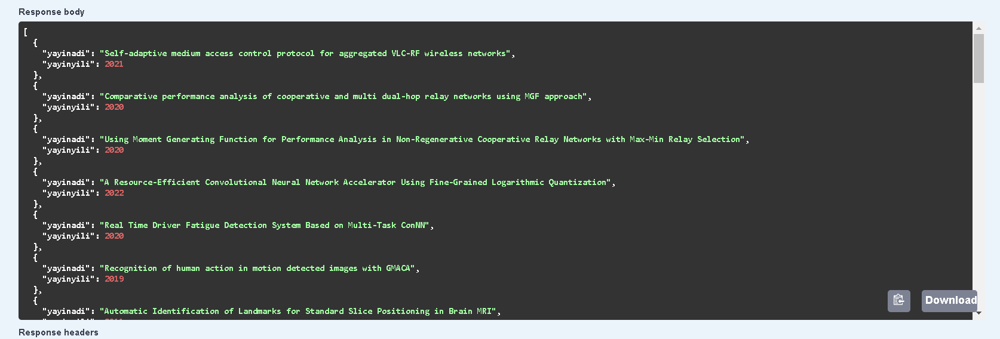 Response body
[
  {
    "yayinadi": "Self-adaptive medium access control protocol for aggregated VLC-RF wireless networks",
    "yayinyili": 2021
  },
  {
    "yayinadi": "Comparative performance analysis of cooperative and multi dual-hop relay networks using MGF approach",
    "yayinyili": 2020
  },
  {
    "yayinadi": "Using Moment Generating Function for Performance Analysis in Non-Regenerative Cooperative Relay Networks with Max-Min Relay Selection",
    "yayinyili": 2020
  },
  {
    "yayinadi": "A Resource-Efficient Convolutional Neural Network Accelerator Using Fine-Grained Logarithmic Quantization",
    "yayinyili": 2022
  },
  {
    "yayinadi": "Real Time Driver Fatigue Detection System Based on Multi-Task ConNN",
    "yayinyili": 2020
  },
  {
    "yayinadi": "Recognition of human action in motion detected images with GMACA",
    "yayinyili": 2019
  },
  {
    "yayinadi": "Automatic Identification of Landmarks for Standard Slice Positioning in Brain MRI",
Download
Response headers